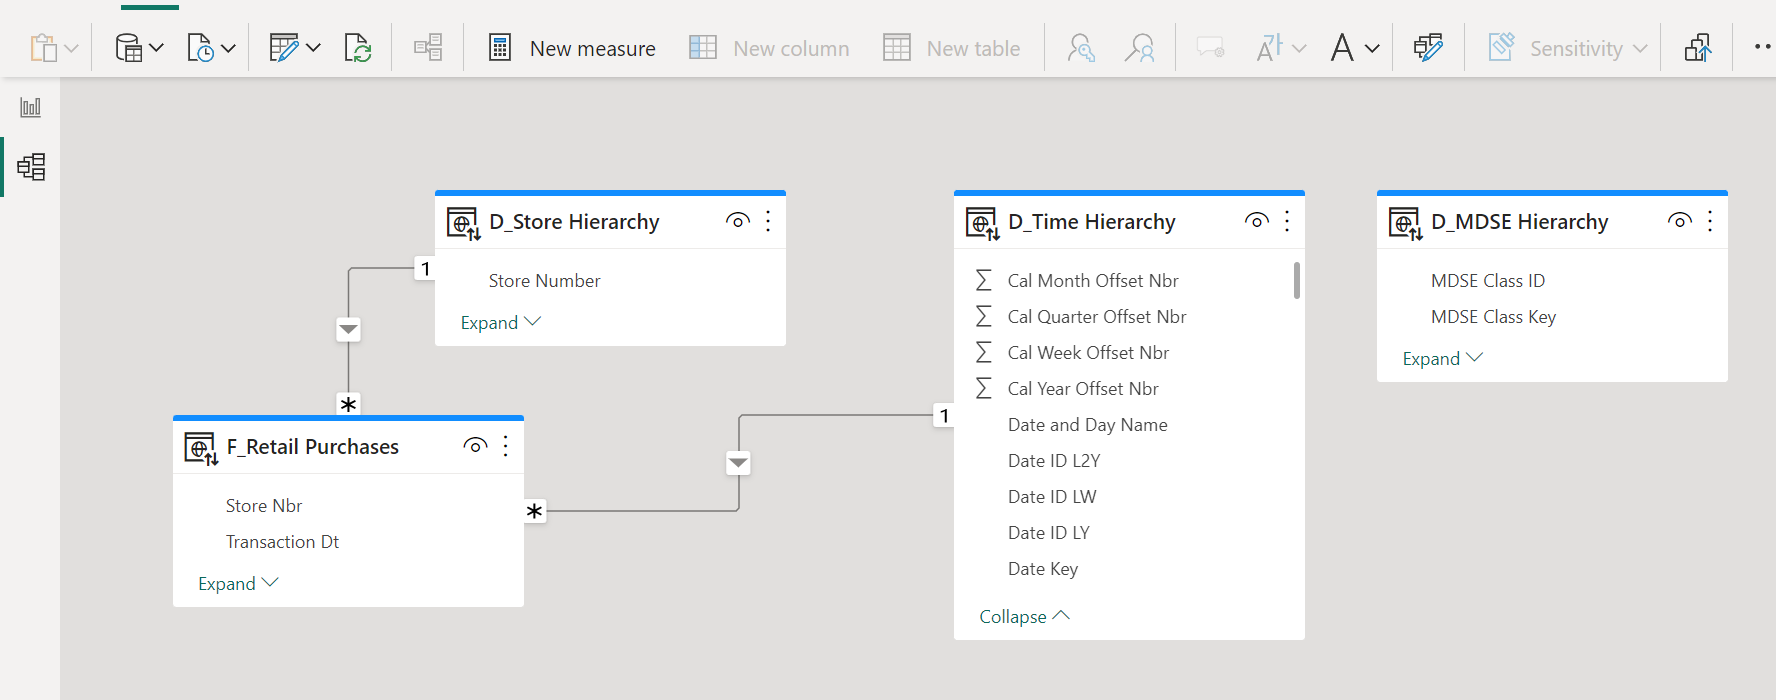 New measure
New column
New table
Sensitivity
D_Store Hierarchy
Store Number
Expand
1
*
F_Retail Purchases
Store Nbr
Transaction Dt
Expand
*
1
D_Time Hierarchy
Cal Month Offset Nbr
Cal Quarter Offset Nbr
Cal Week Offset Nbr
Cal Year Offset Nbr
Date and Day Name
Date ID L2Y
Date ID LW
Date ID LY
Date Key
Collapse
D_MDSE Hierarchy
MDSE Class ID
MDSE Class Key
Expand